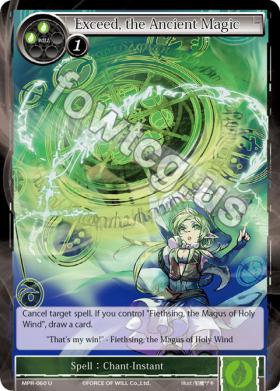 Exceed, the Ancient Magic
WILL
1
fowtcg.us
Cancel target spell. If you control "Fiethsing, the Magus of Holy
Wind", draw a card.
"That's my win!" - Fiethsing, the Magus of Holy Wind
Spell : Chant-Instant
MPR-060 U
©FORCE OF WILL Co.,Ltd.